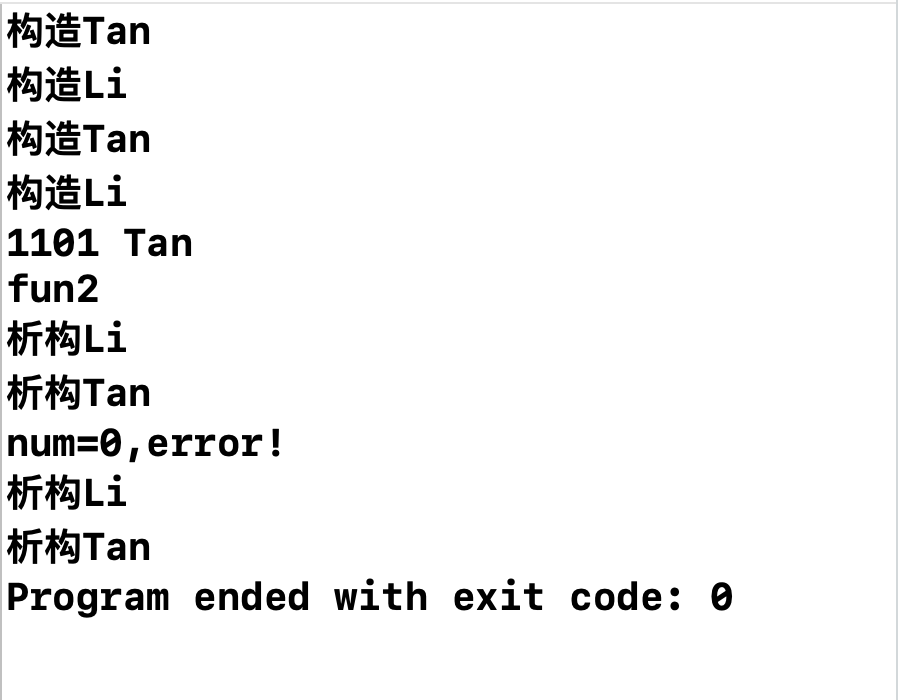 构造Tan
构造Li
构造Tan
构造Li
1101 Tan
fun2
析构Li
析构Tan
num=0,error!
析构Li
析构Tan
Program ended with exit code: 0